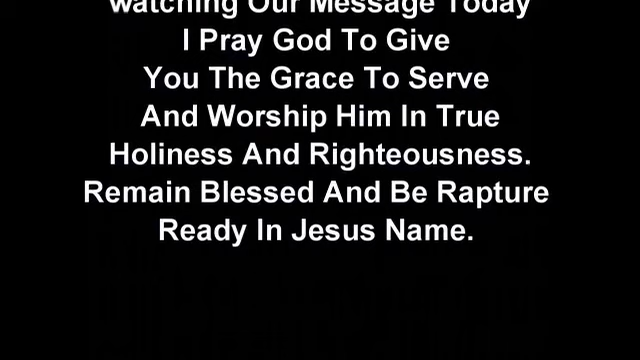 watching Our Message Today
I Pray God To Give
You The Grace To Serve
And Worship Him In True
Holiness And Righteousness.
Remain Blessed And Be Rapture
Ready In Jesus Name.